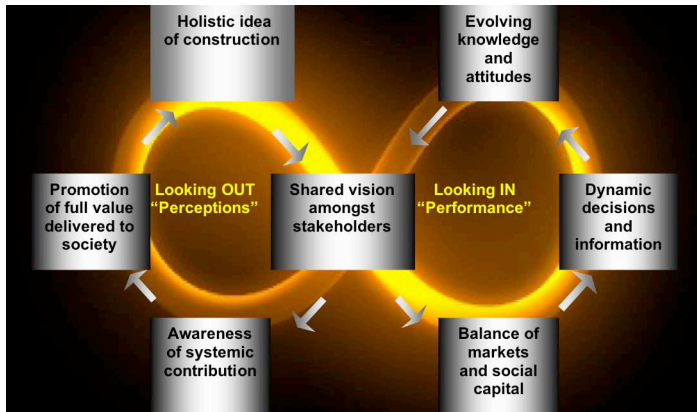 Holistic idea
of construction
Evolving
knowledge
and
attitudes
Promotion
of full value
delivered to
society
Looking OUT
“Perceptions”
Shared vision
amongst
stakeholders
Looking IN
“Performance”
Dynamic
decisions
and
information
Awareness
of systemic
contribution
Balance of
markets
and social
capital